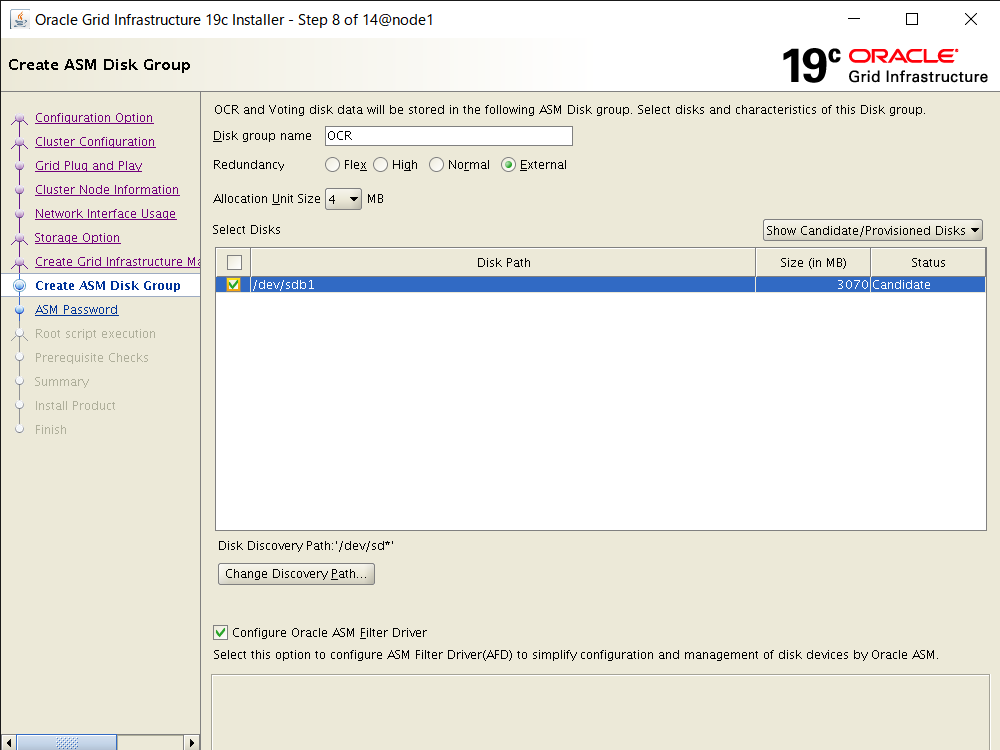 Oracle Grid Infrastructure 19c Installer - Step 8 of 14@node1
Create ASM Disk Group
19c ORACLE
Grid Infrastructure
Configuration Option
Cluster Configuration
Grid Plug and Play
Cluster Node Information
Network Interface Usage
Storage Option
Create Grid Infrastructure Ma
Create ASM Disk Group
ASM Password
Root script execution
Prerequisite Checks
Summary
Install Product
Finish
OCR and Voting disk data will be stored in the following ASM Disk group. Select disks and characteristics of this Disk group.
Disk group name OCR
Redundancy Flex High Normal External
Allocation Unit Size 4 MB
Select Disks Show Candidate/Provisioned Disks
Disk Path Size (in MB) Status
/dev/sdb1 3070 Candidate
Disk Discovery Path:'/dev/sd*'
Change Discovery Path...
Configure Oracle ASM Filter Driver
Select this option to configure ASM Filter Driver(AFD) to simplify configuration and management of disk devices by Oracle ASM.